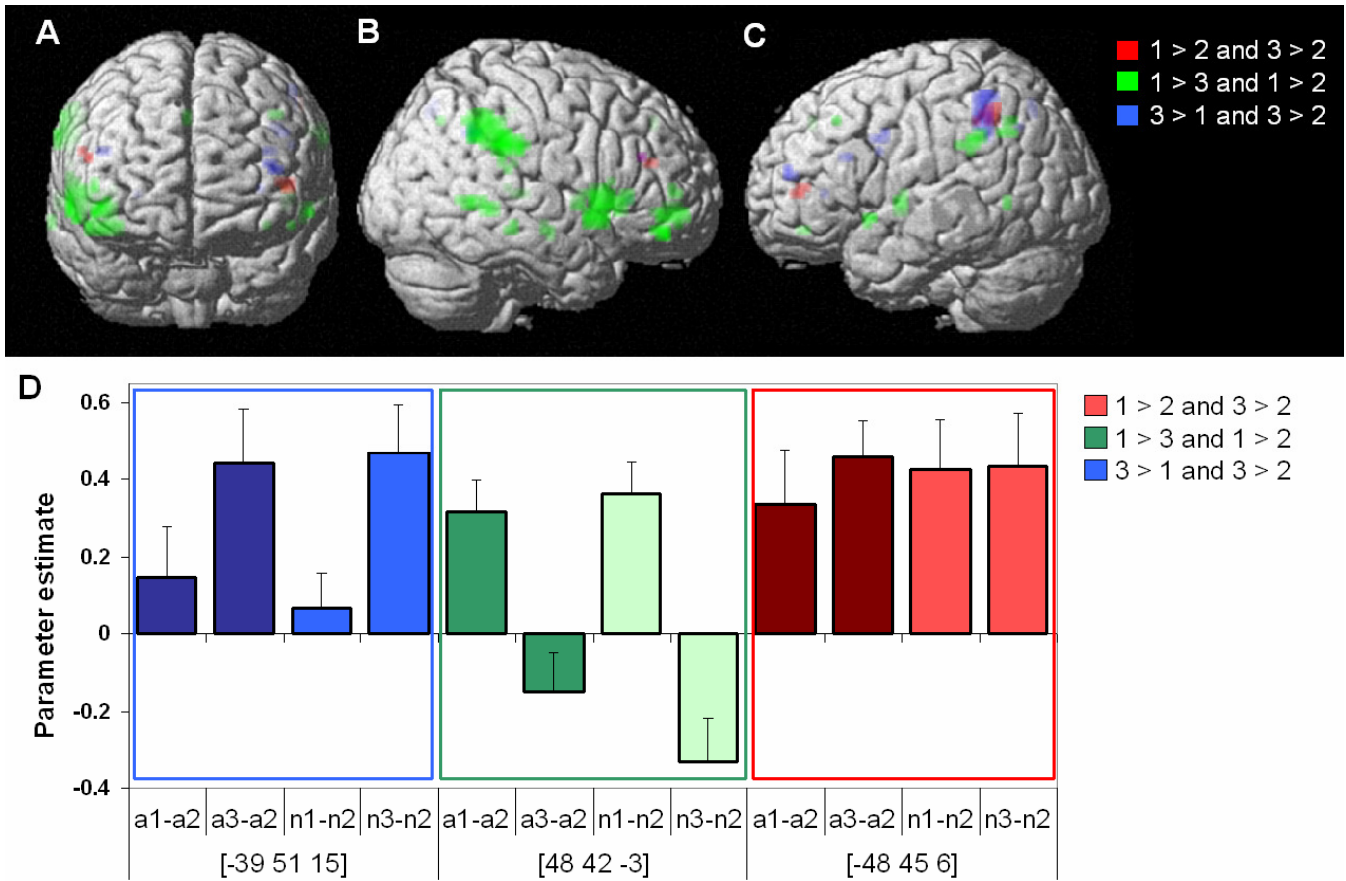 A B C
1 > 2 and 3 > 2
1 > 3 and 1 > 2
3 > 1 and 3 > 2
D
Parameter estimate
0.6
0.4
0.2
0
-0.2
-0.4
1 > 2 and 3 > 2
1 > 3 and 1 > 2
3 > 1 and 3 > 2
a1-a2 a3-a2 n1-n2 n3-n2 a1-a2 a3-a2 n1-n2 n3-n2 a1-a2 a3-a2 n1-n2 n3-n2
[-39 51 15] [48 42 -3] [-48 45 6]